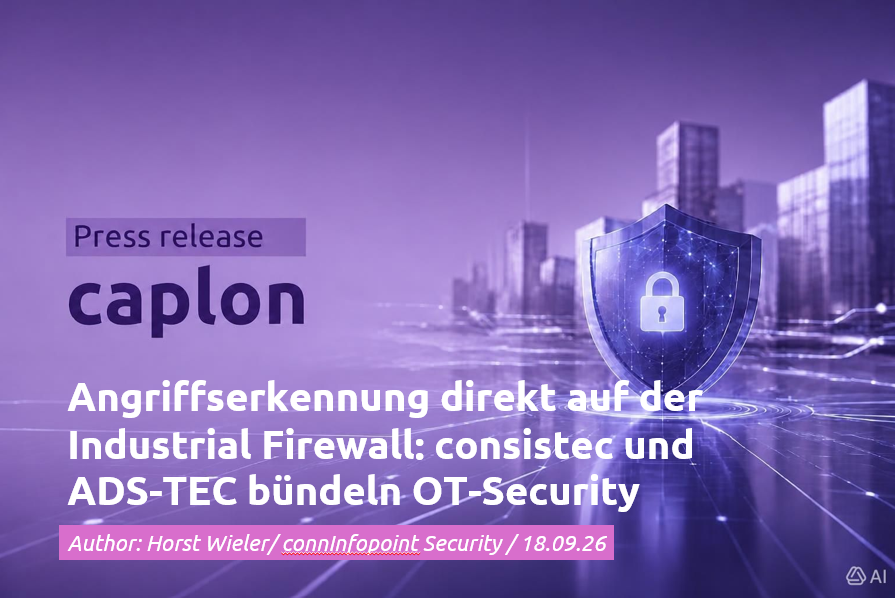 Press release
caplon
Angriffserkennung direkt auf der
Industrial Firewall: consistec und
ADS-TEC bündeln OT-Security
Author: Horst Wieler/ connInfopoint Security / 18.09.26
AI